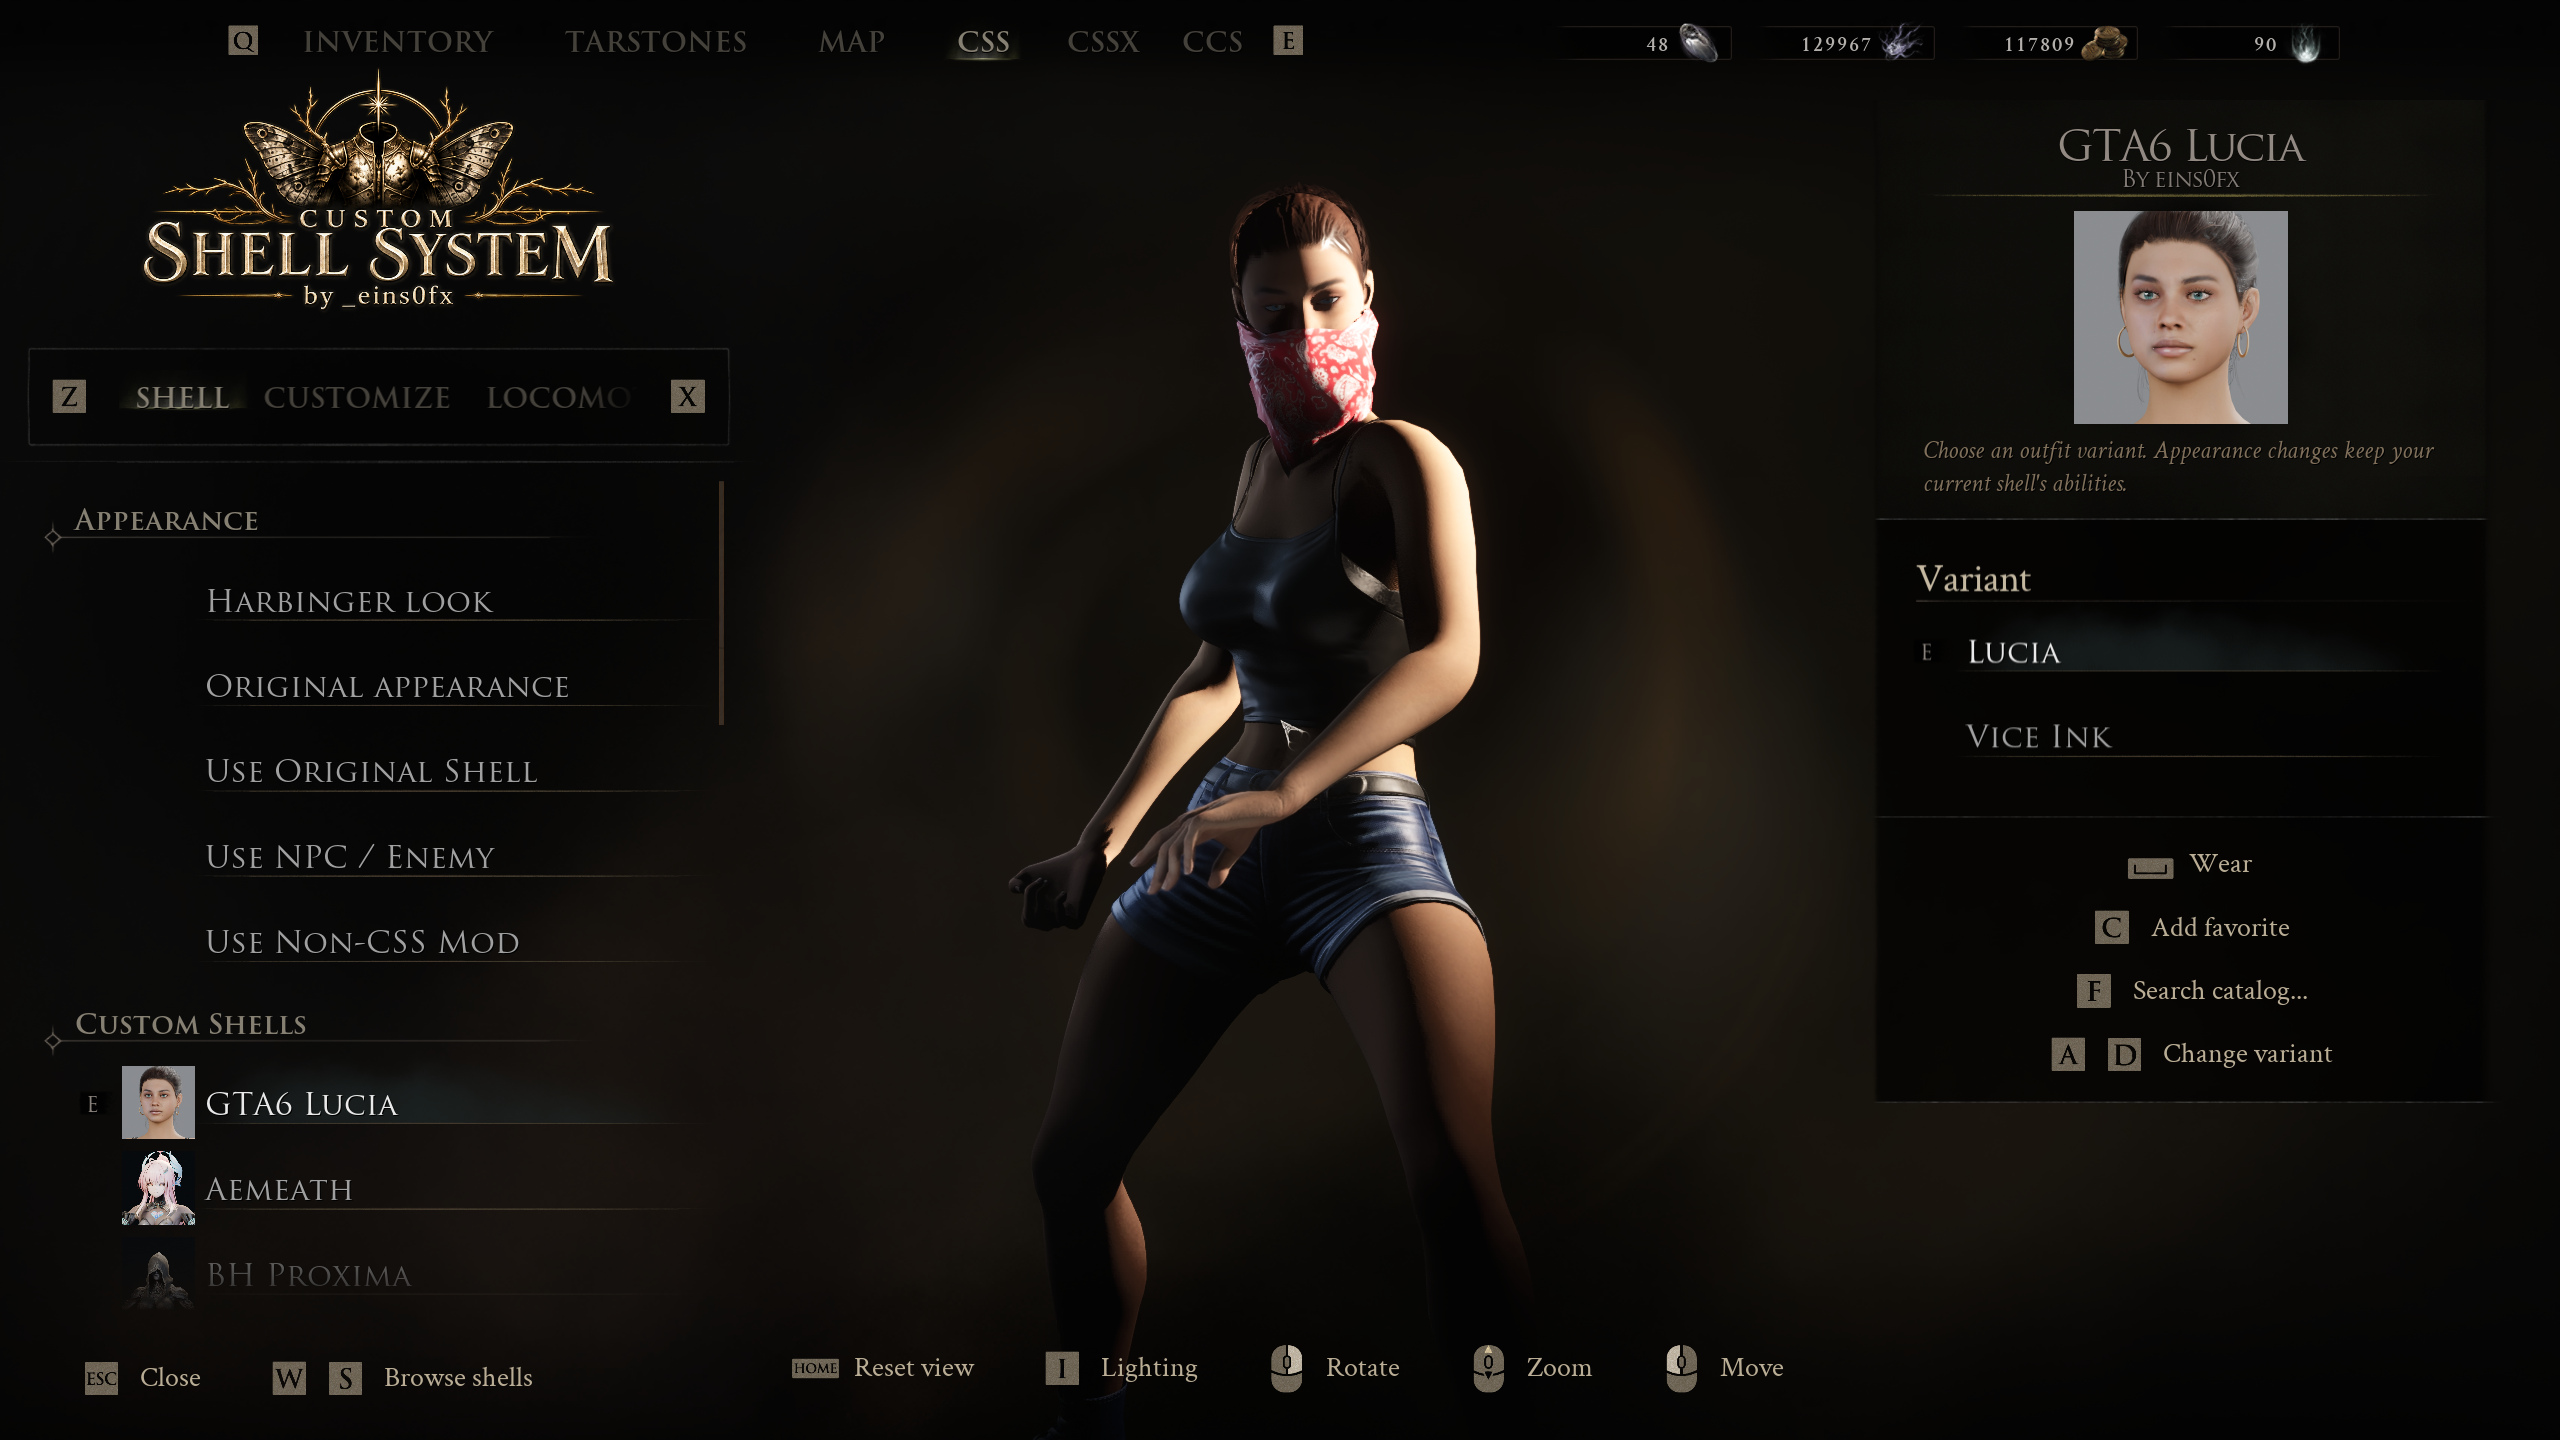 Q INVENTORY TARSTONES MAP CSS CSSX CCS E 48 129967 117809 90
CUSTOM
SHELL SYSTEM
by _eins0fx
Z SHELL CUSTOMIZE LOCOMO X
APPEARANCE
HARBINGER LOOK
ORIGINAL APPEARANCE
USE ORIGINAL SHELL
USE NPC / ENEMY
USE NON-CSS MOD
CUSTOM SHELLS
E GTA6 LUCIA
AEMEATH
BH PROXIMA
ESC Close W S Browse shells
HOME Reset view I Lighting Rotate Zoom Move
GTA6 LUCIA
BY EINS0FX
Choose an outfit variant. Appearance changes keep your
current shell's abilities.
Variant
E LUCIA
VICE INK
Wear
C Add favorite
F Search catalog...
A D Change variant